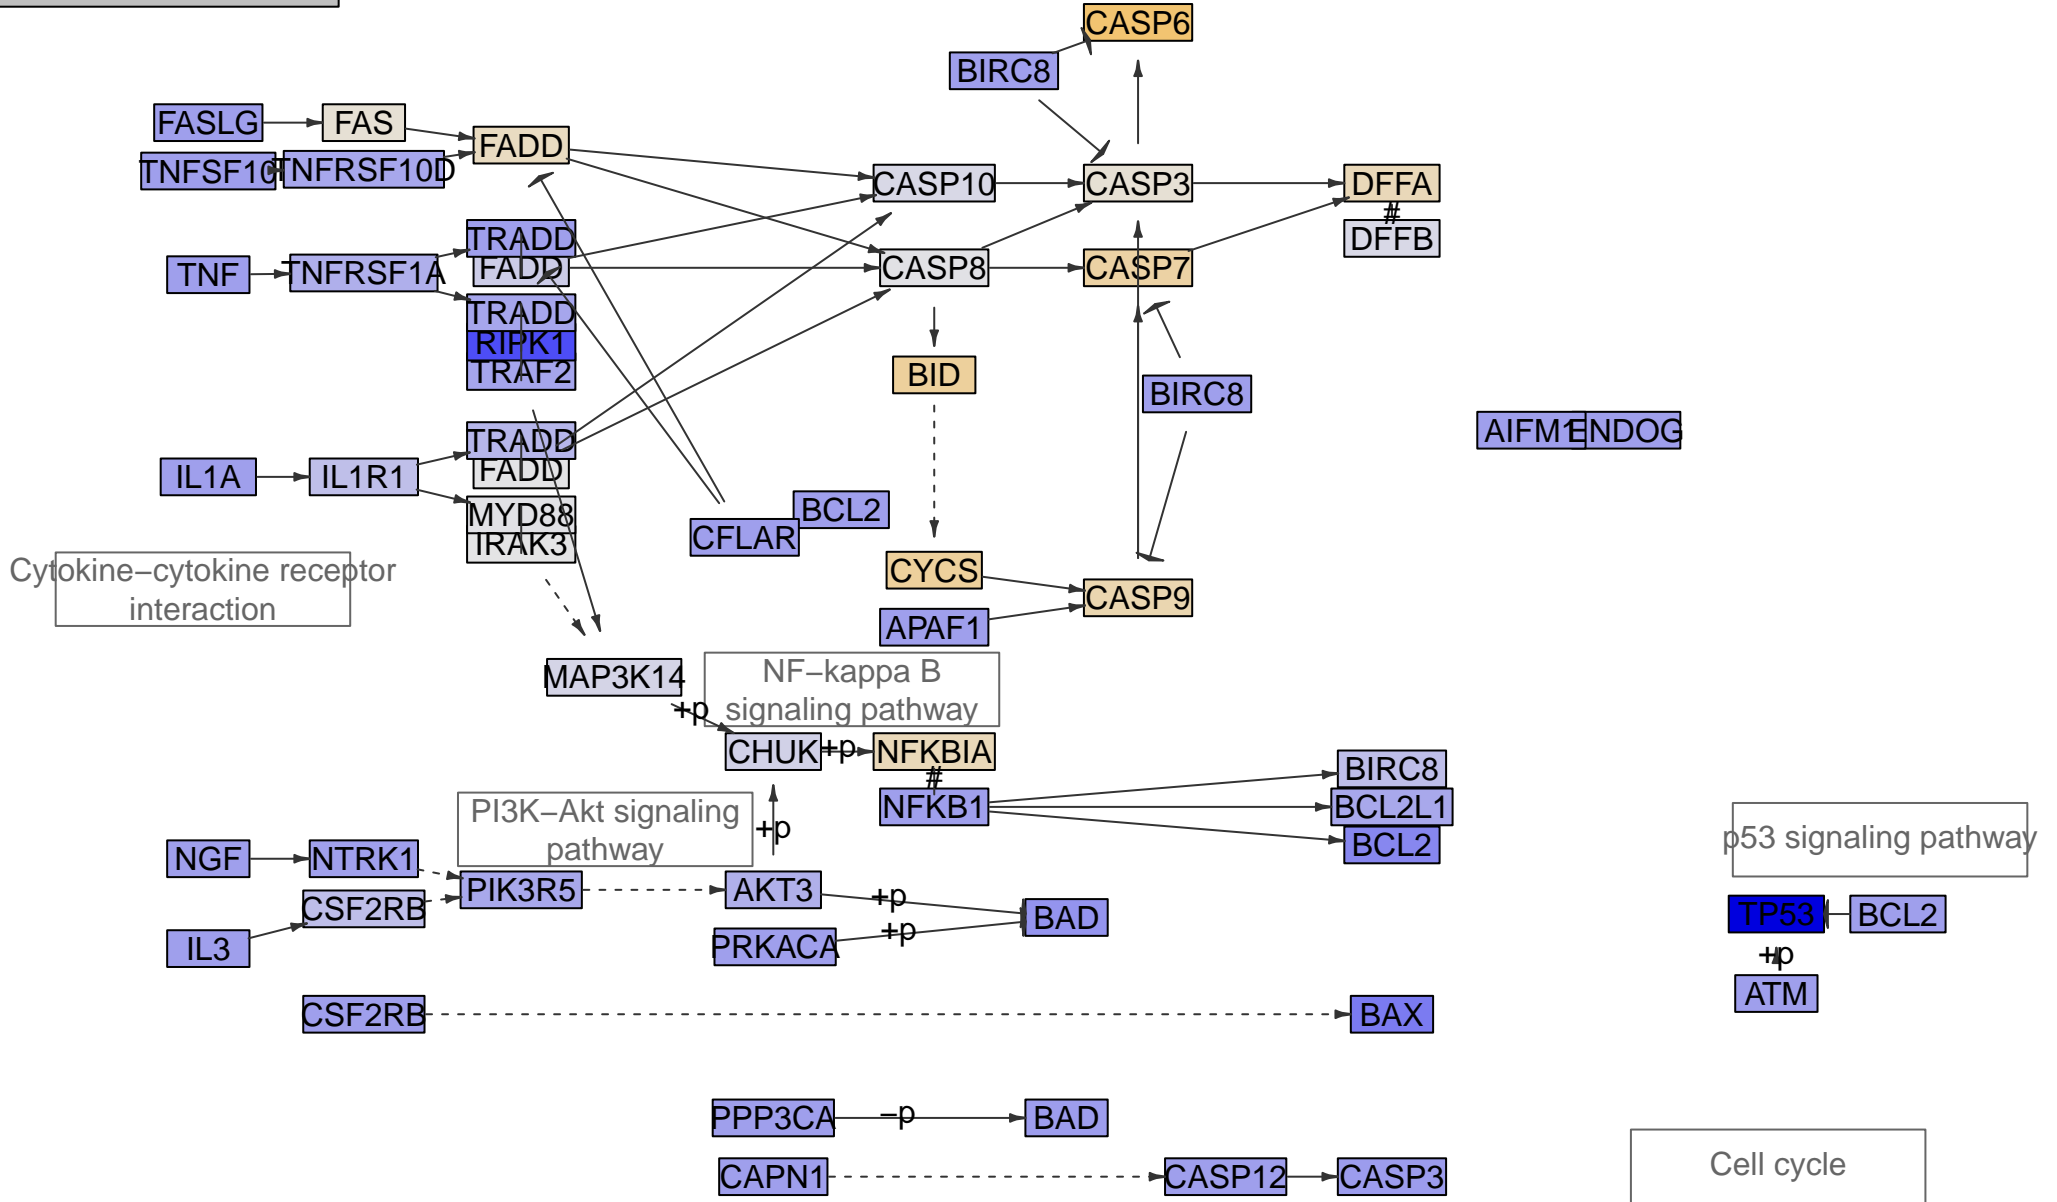 CASP6
BIRC8
FASLG
FAS
FADD
TNFSF10
TNFRSF10D
CASP10
CASP3
DFFA
#
DFFB
TRADD
FADD
TNF
TNFRSF1A
CASP8
CASP7
TRADD
RIPK1
TRAF2
BID
BIRC8
AIFM1
ENDOG
TRADD
FADD
IL1A
IL1R1
MYD88
IRAK3
BCL2
CFLAR
Cytokine–cytokine receptor
interaction
CYCS
CASP9
APAF1
MAP3K14
NF–kappa B
signaling pathway
+p
CHUK
+p
NFKBIA
#
NFKB1
BIRC8
BCL2L1
BCL2
PI3K–Akt signaling
pathway
+p
p53 signaling pathway
NGF
NTRK1
PIK3R5
AKT3
+p
BAD
CSF2RB
IL3
PRKACA
+p
TP53
BCL2
+p
ATM
CSF2RB
BAX
PPP3CA
–p
BAD
CAPN1
CASP12
CASP3
Cell cycle